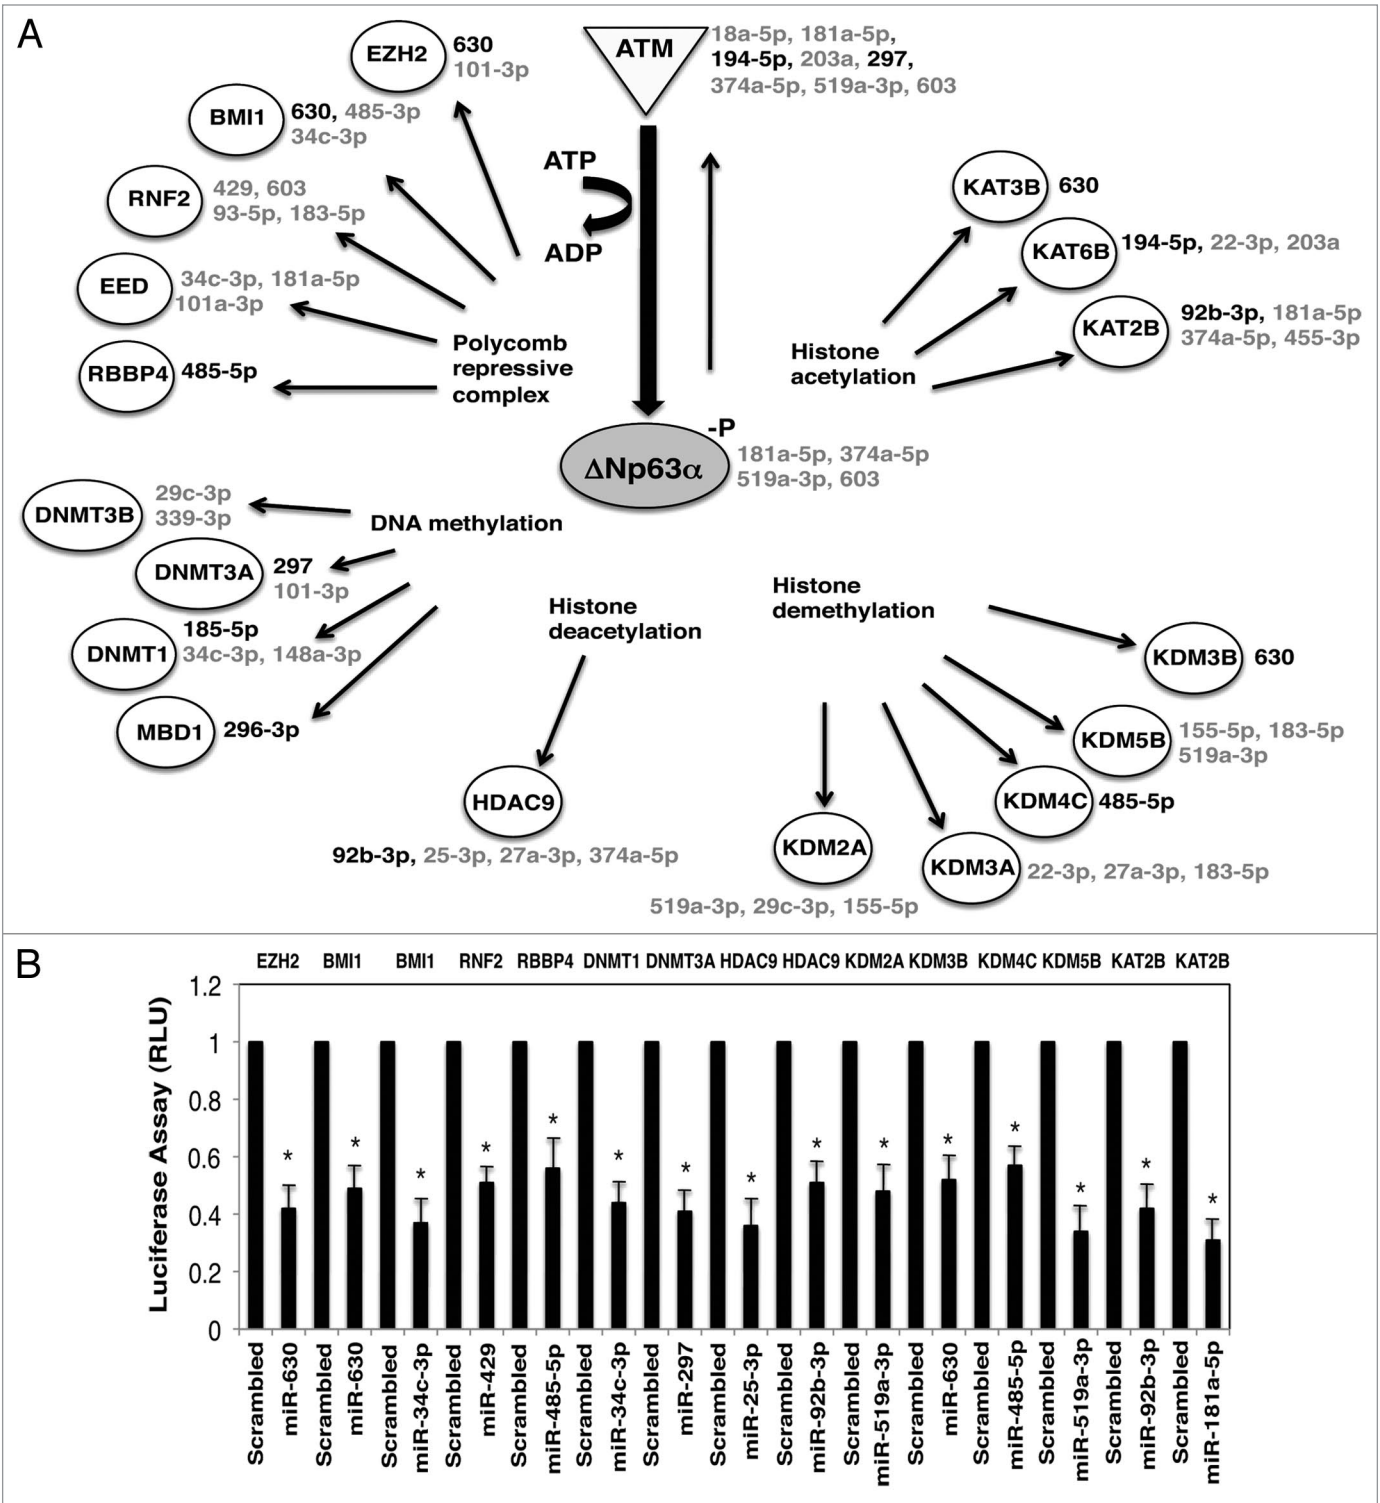 A
EZH2
630
101-3p
BMI1
630, 485-3p
34c-3p
RNF2
429, 603
93-5p, 183-5p
EED
34c-3p, 181a-5p
101a-3p
RBBP4
485-5p
Polycomb
repressive
complex
ATM
18a-5p, 181a-5p,
194-5p, 203a, 297,
374a-5p, 519a-3p, 603
ATP
ADP
KAT3B
630
KAT6B
194-5p, 22-3p, 203a
KAT2B
92b-3p, 181a-5p
374a-5p, 455-3p
Histone
acetylation
-P
ΔNp63α
181a-5p, 374a-5p
519a-3p, 603
DNMT3B
29c-3p
339-3p
DNA methylation
DNMT3A
297
101-3p
DNMT1
185-5p
34c-3p, 148a-3p
MBD1
296-3p
Histone
deacetylation
HDAC9
92b-3p, 25-3p, 27a-3p, 374a-5p
Histone
demethylation
KDM3B
630
KDM5B
155-5p, 183-5p
519a-3p
KDM4C
485-5p
KDM2A
519a-3p, 29c-3p, 155-5p
KDM3A
22-3p, 27a-3p, 183-5p
B
EZH2 BMI1 BMI1 RNF2 RBBP4 DNMT1 DNMT3A HDAC9 HDAC9 KDM2A KDM3B KDM4C KDM5B KAT2B KAT2B
Luciferase Assay (RLU)
1.2
1
0.8
0.6
0.4
0.2
0
* * * * * * * * * * * * * * *
Scrambled
miR-630
Scrambled
miR-630
Scrambled
miR-34c-3p
Scrambled
miR-429
Scrambled
miR-485-5p
Scrambled
miR-34c-3p
Scrambled
miR-297
Scrambled
miR-25-3p
Scrambled
miR-92b-3p
Scrambled
miR-519a-3p
Scrambled
miR-630
Scrambled
miR-485-5p
Scrambled
miR-519a-3p
Scrambled
miR-92b-3p
Scrambled
miR-181a-5p